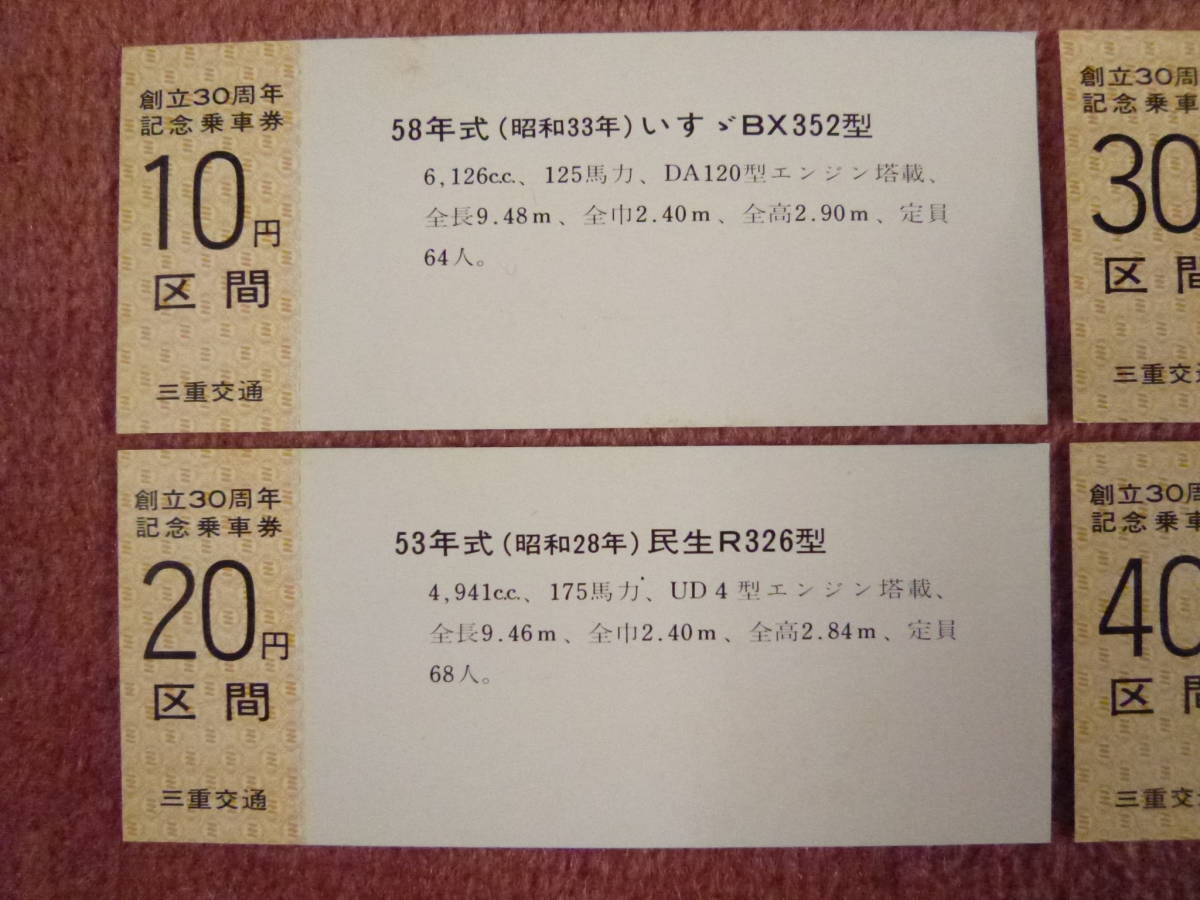 創立30周年
記念乗車券
10円
区間
三重交通
58年式(昭和33年)いすゞBX352型
6,126c.c.、125馬力、DA120型エンジン塔載、
全長9.48m、全巾2.40m、全高2.90m、定員
64人。
創立30周
記念乗車
30
区間
三重交通
創立30周年
記念乗車券
20円
区間
三重交通
53年式(昭和28年)民生R326型
4,941c.c.、175馬力、UD4型エンジン塔載、
全長9.46m、全巾2.40m、全高2.84m、定員
68人。
創立30周
記念乗車
40
区間
三重交通